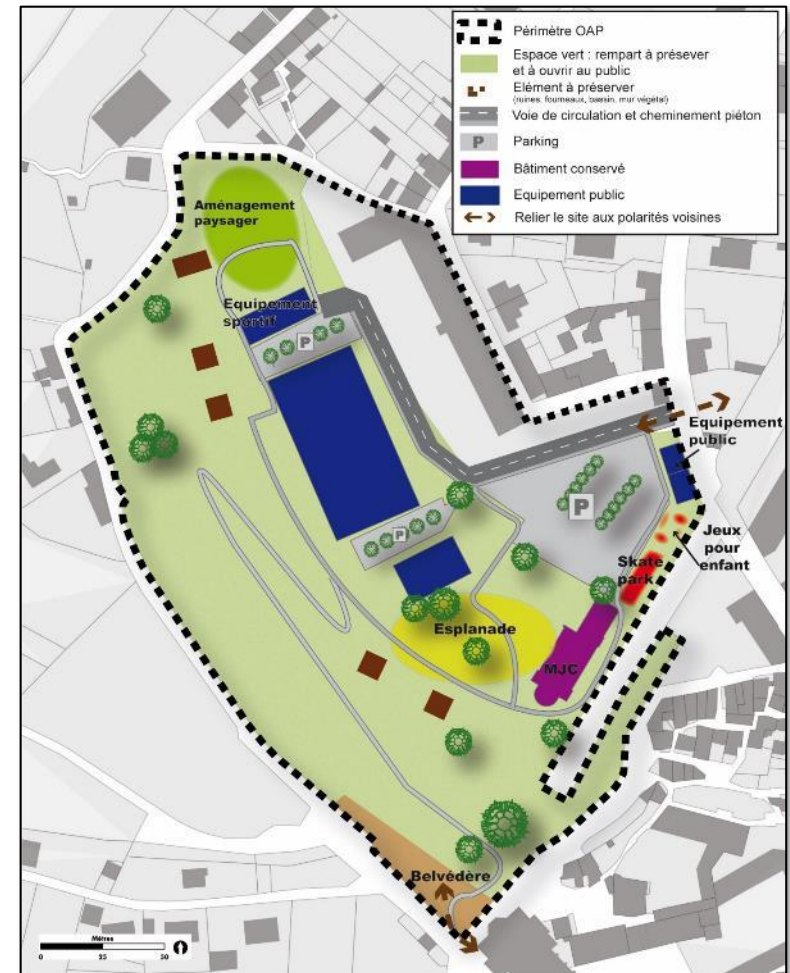 Périmètre OAP
Espace vert : rempart à présever
et à ouvrir au public
Elément à préserver
(ruines, fourneaux, bassin, mur végétal)
Voie de circulation et cheminement piéton
P
Parking
Bâtiment conservé
Equipement public
Relier le site aux polarités voisines
Aménagement
paysager
Equipement
sportif
P
Equipement
public
P
P
Jeux
pour
enfant
Skate
park
Esplanade
MJC
Belvédère
Mètres
0 25 50